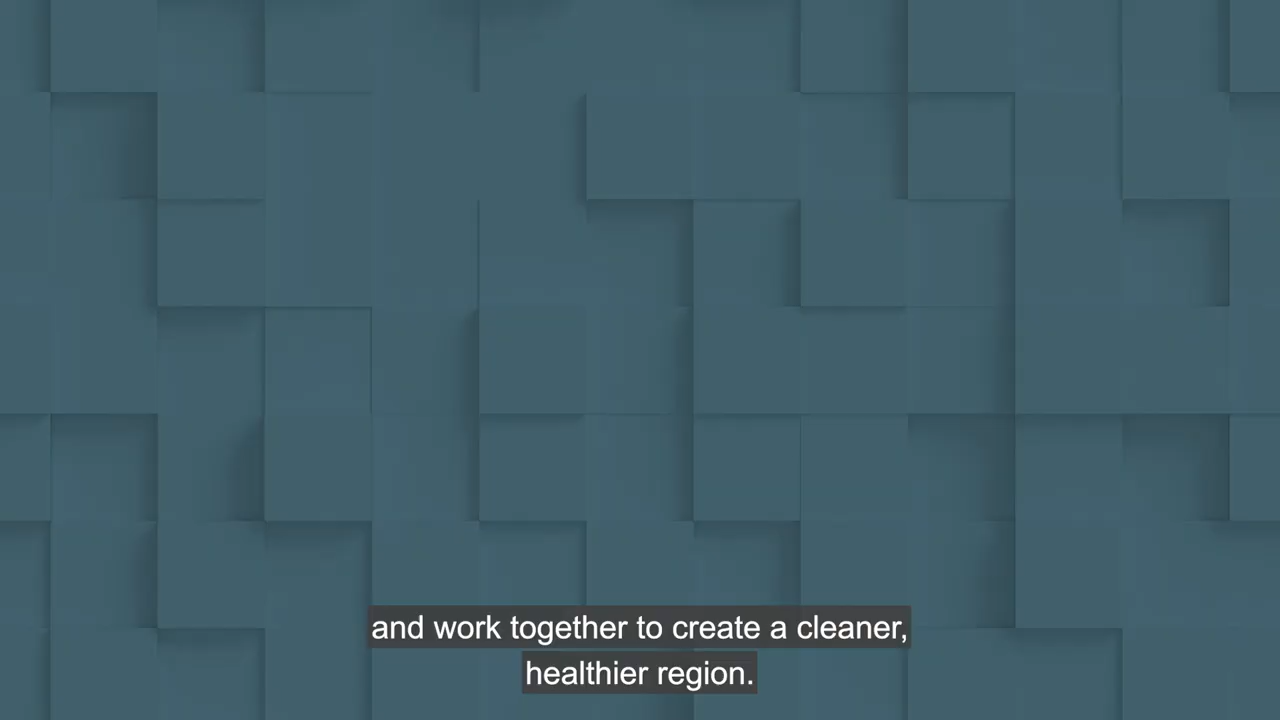 and work together to create a cleaner,
healthier region.